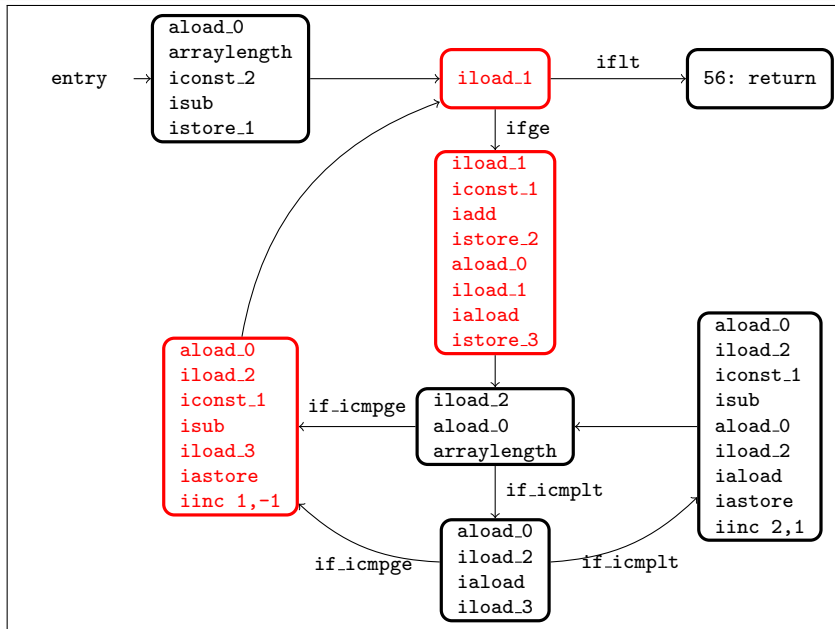 entry
aload_0
arraylength
iconst_2
isub
istore_1
iload_1
iflt
56: return
ifge
iload_1
iconst_1
iadd
istore_2
aload_0
iload_1
iaload
istore_3
aload_0
iload_2
iconst_1
isub
iload_3
iastore
iinc 1,-1
if_icmpge
iload_2
aload_0
arraylength
aload_0
iload_2
iconst_1
isub
aload_0
iload_2
iaload
iastore
iinc 2,1
if_icmplt
if_icmpge
aload_0
iload_2
iaload
iload_3
if_icmplt